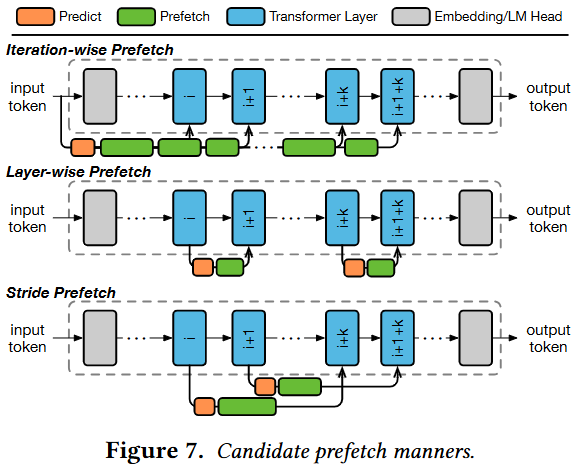 Predict Prefetch Transformer Layer Embedding/LM Head
Iteration-wise Prefetch
input token
i
i+1
i+k
i+1+k
output token
Layer-wise Prefetch
input token
i
i+1
i+k
i+1+k
output token
Stride Prefetch
input token
i
i+1
i+k
i+1+k
output token
Figure 7. Candidate prefetch manners.